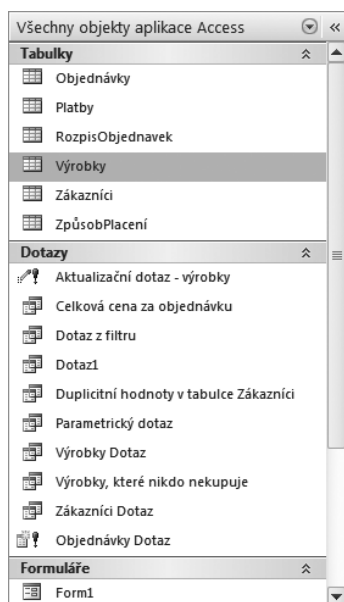 Všechny objekty aplikace Access
Tabulky
Objednávky
Platby
RozpisObjednavek
Výrobky
Zákazníci
ZpůsobPlacení
Dotazy
Aktualizační dotaz - výrobky
Celková cena za objednávku
Dotaz z filtru
Dotaz1
Duplicitní hodnoty v tabulce Zákazníci
Parametrický dotaz
Výrobky Dotaz
Výrobky, které nikdo nekupuje
Zákazníci Dotaz
Objednávky Dotaz
Formuláře
Form1